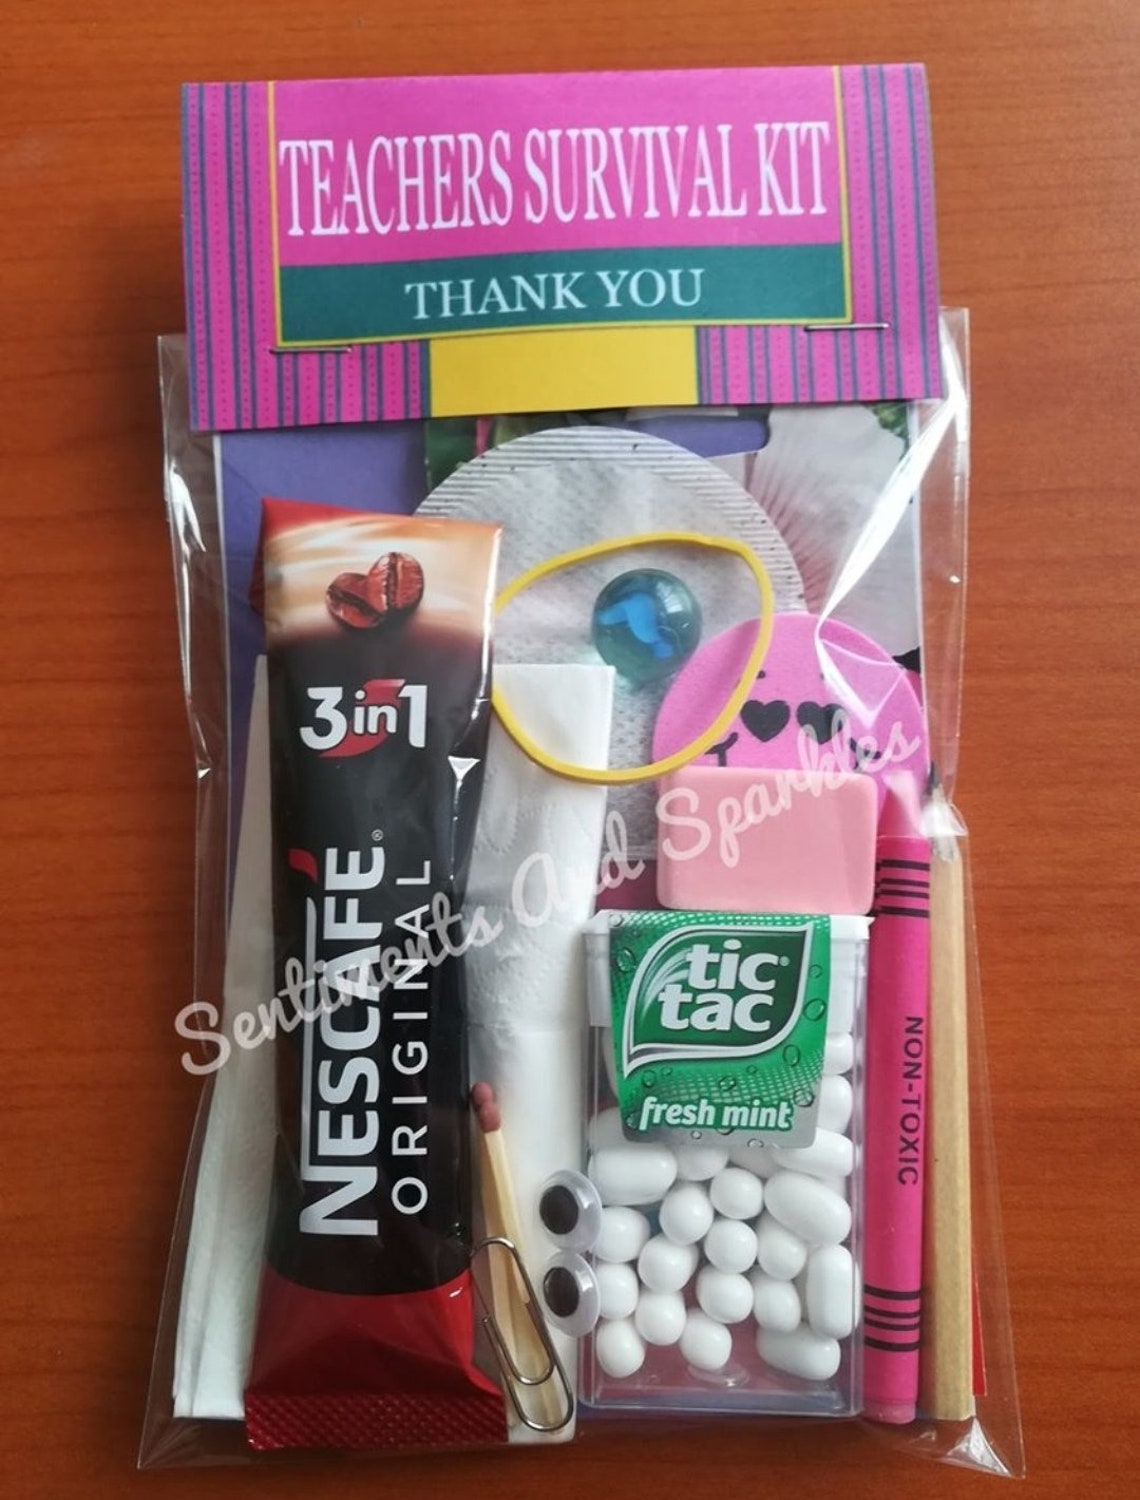 TEACHERS SURVIVAL KIT
THANK YOU
3in1
NESCAFÉ®
ORIGINAL
tic®
tac
fresh mint
NON-TOXIC
Sentiments And Sparkles